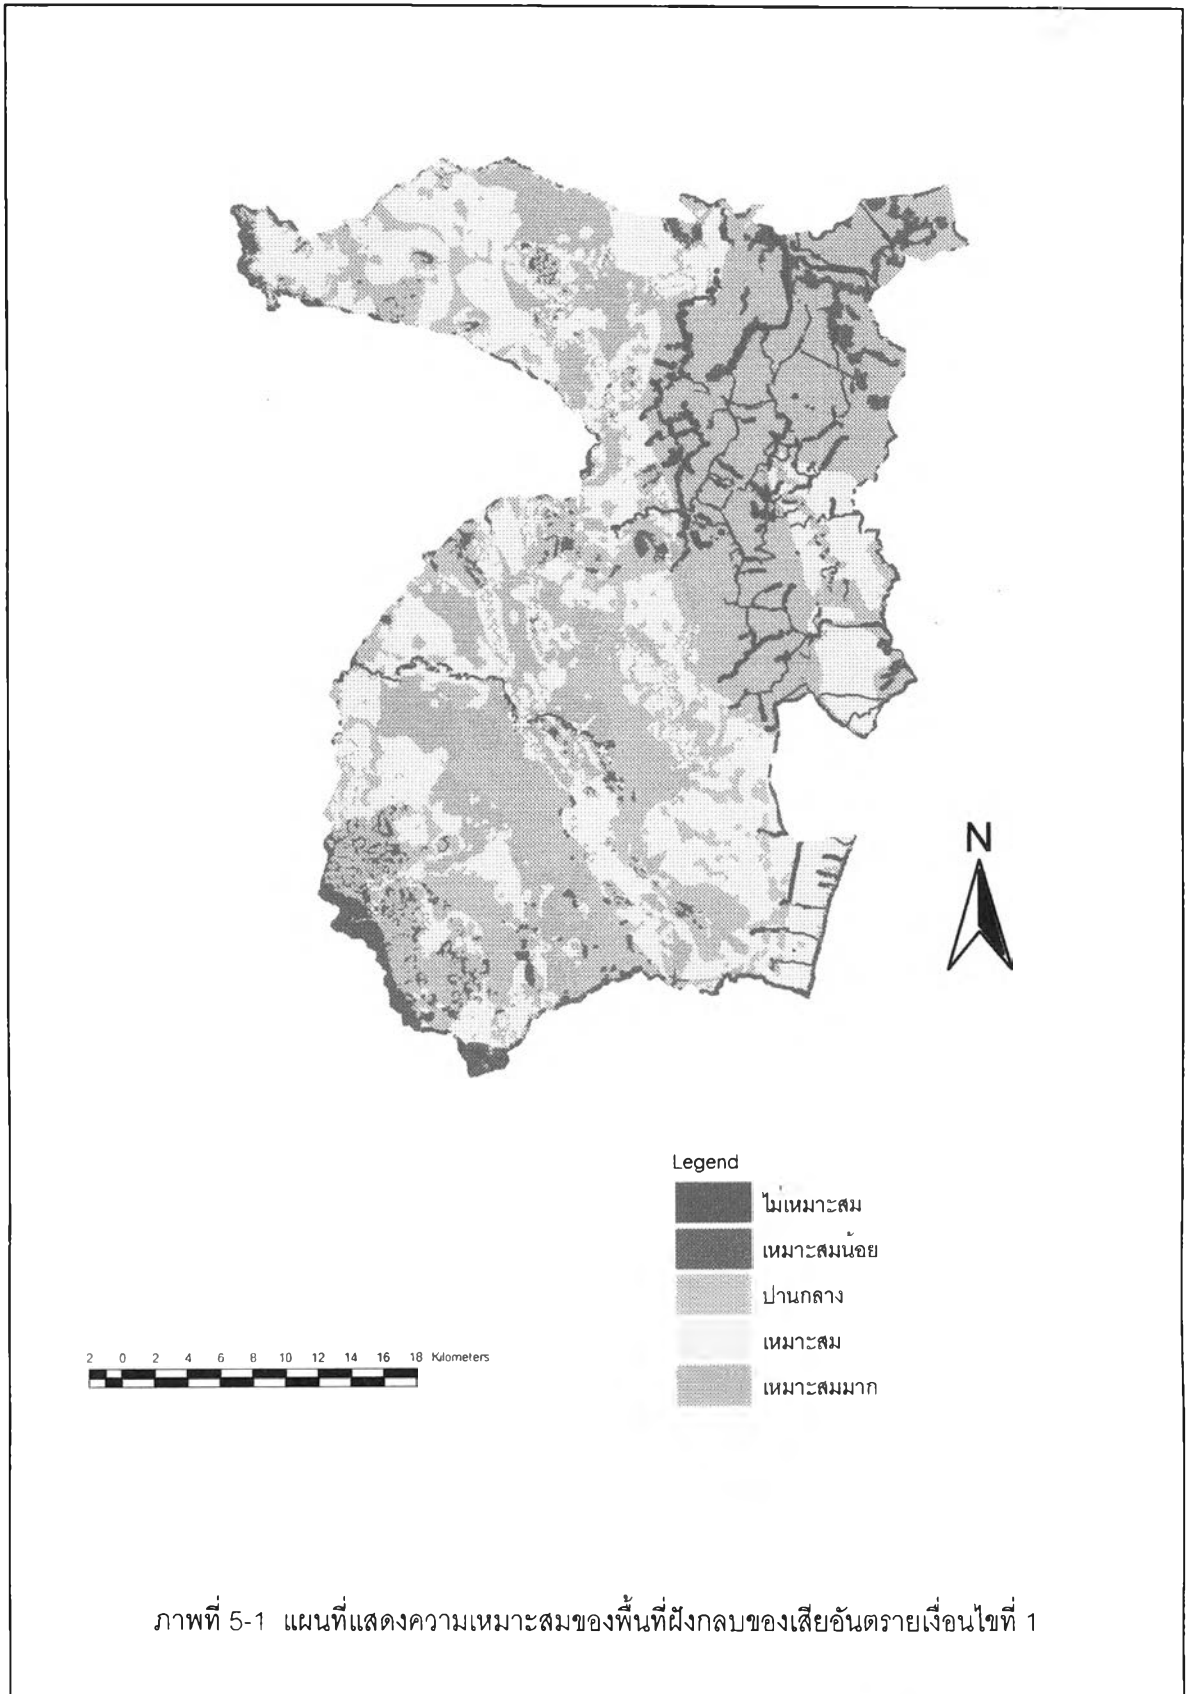 N
Legend
ไม่เหมาะสม
เหมาะสมน้อย
ปานกลาง
เหมาะสม
เหมาะสมมาก
2 0 2 4 6 8 10 12 14 16 18 Kilometers
ภาพที่ 5-1 แผนที่แสดงความเหมาะสมของพื้นที่ฝังกลบของเสียอันตรายเงื่อนไขที่ 1